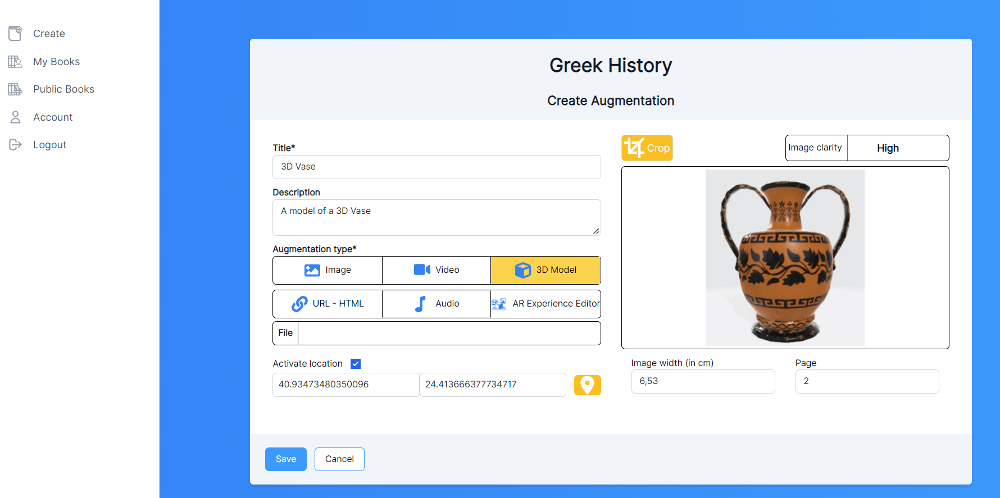 Create
My Books
Public Books
Account
Logout
Greek History
Create Augmentation
Title*
3D Vase
Description
A model of a 3D Vase
Augmentation type*
Image
Video
3D Model
URL - HTML
Audio
AR Experience Editor
File
Activate location
40.93473480350096
24.413666377734717
Crop
Image clarity
High
Image width (in cm)
6,53
Page
2
Save
Cancel